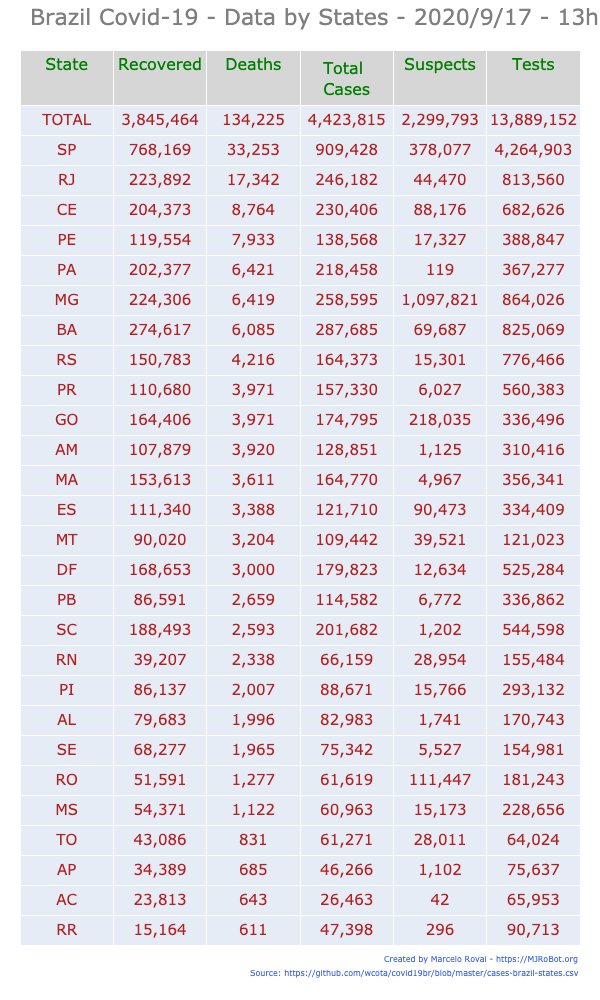 Brazil Covid-19 - Data by States - 2020/9/17 - 13h
State Recovered Deaths Total Cases Suspects Tests
TOTAL 3,845,464 134,225 4,423,815 2,299,793 13,889,152
SP 768,169 33,253 909,428 378,077 4,264,903
RJ 223,892 17,342 246,182 44,470 813,560
CE 204,373 8,764 230,406 88,176 682,626
PE 119,554 7,933 138,568 17,327 388,847
PA 202,377 6,421 218,458 119 367,277
MG 224,306 6,419 258,595 1,097,821 864,026
BA 274,617 6,085 287,685 69,687 825,069
RS 150,783 4,216 164,373 15,301 776,466
PR 110,680 3,971 157,330 6,027 560,383
GO 164,406 3,971 174,795 218,035 336,496
AM 107,879 3,920 128,851 1,125 310,416
MA 153,613 3,611 164,770 4,967 356,341
ES 111,340 3,388 121,710 90,473 334,409
MT 90,020 3,204 109,442 39,521 121,023
DF 168,653 3,000 179,823 12,634 525,284
PB 86,591 2,659 114,582 6,772 336,862
SC 188,493 2,593 201,682 1,202 544,598
RN 39,207 2,338 66,159 28,954 155,484
PI 86,137 2,007 88,671 15,766 293,132
AL 79,683 1,996 82,983 1,741 170,743
SE 68,277 1,965 75,342 5,527 154,981
RO 51,591 1,277 61,619 111,447 181,243
MS 54,371 1,122 60,963 15,173 228,656
TO 43,086 831 61,271 28,011 64,024
AP 34,389 685 46,266 1,102 75,637
AC 23,813 643 26,463 42 65,953
RR 15,164 611 47,398 296 90,713
Created by Marcelo Rovai - https://MJRoBot.org
Source: https://github.com/wcota/covid19br/blob/master/cases-brazil-states.csv